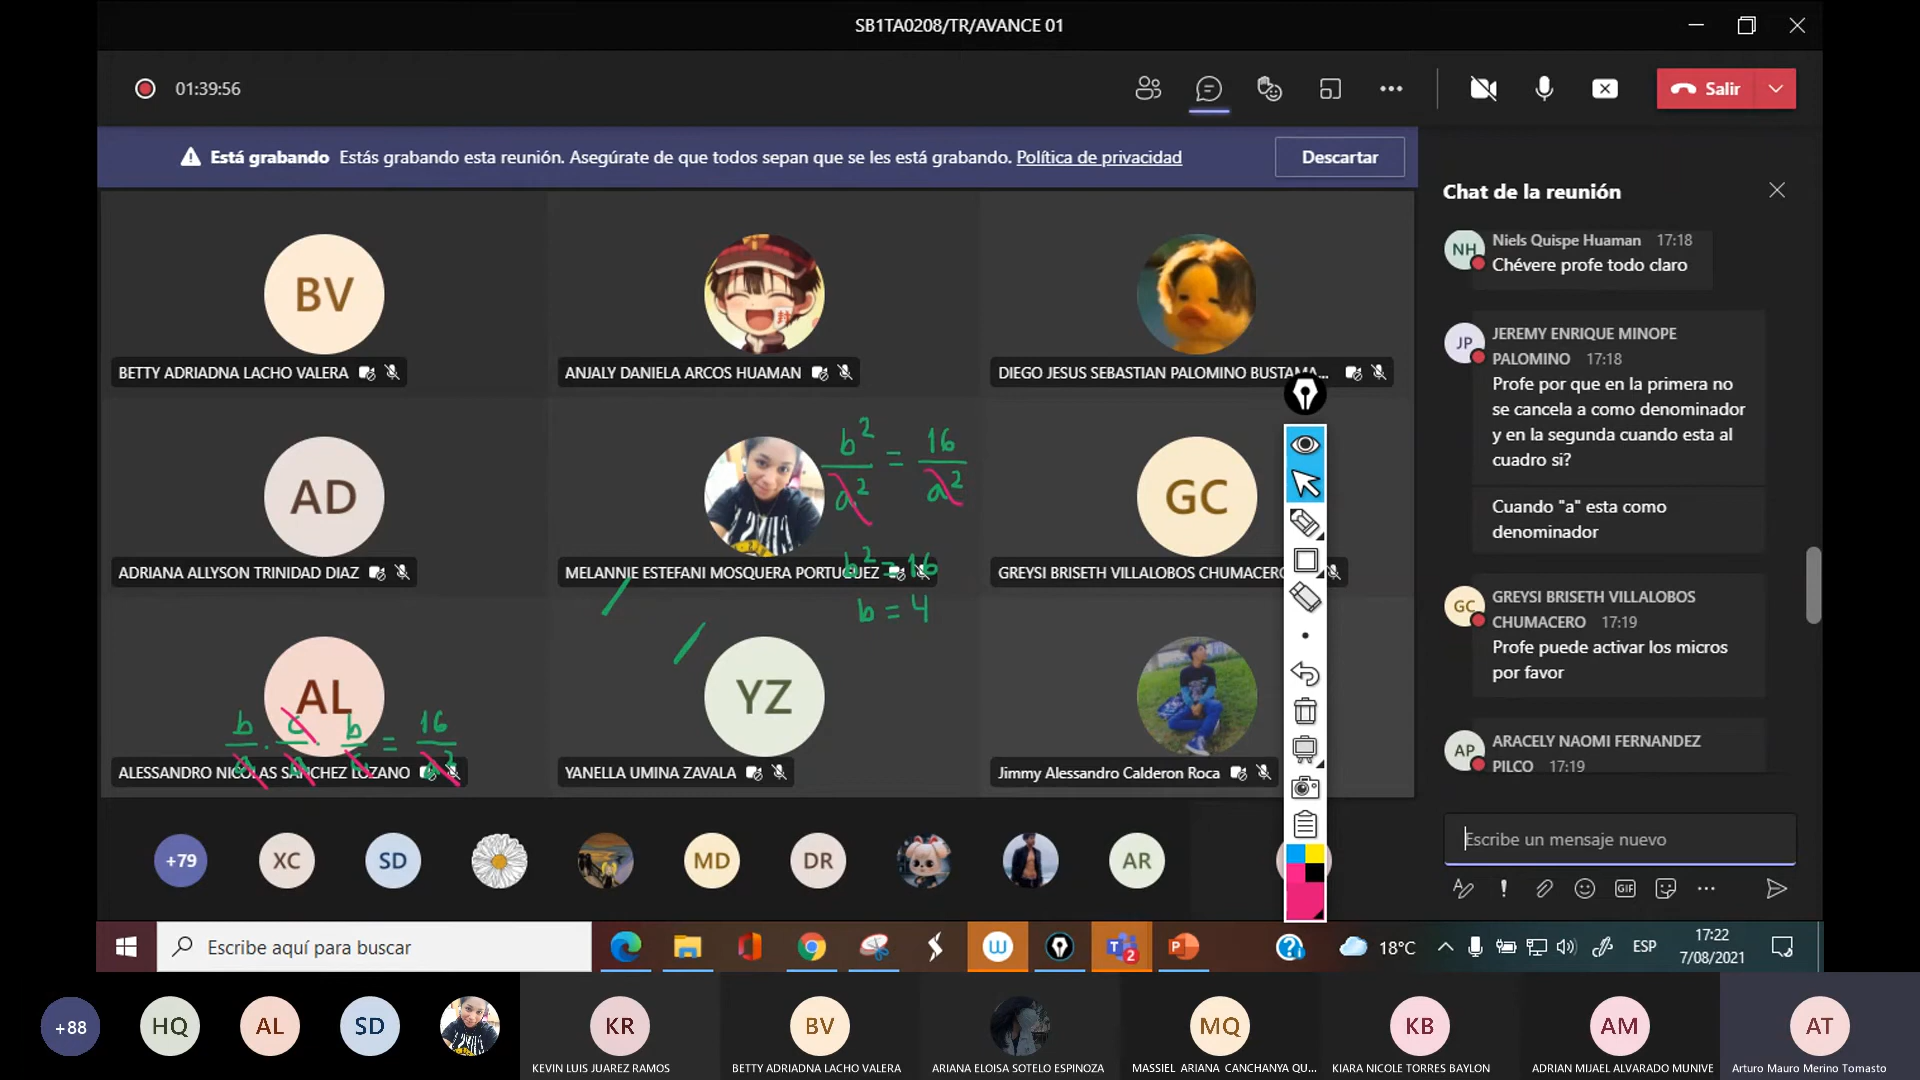 SB1TA0208/TR/AVANCE 01
01:39:56
Salir
Está grabando Estás grabando esta reunión. Asegúrate de que todos sepan que se les está grabando. Política de privacidad
Descartar
BV
BETTY ADRIADNA LACHO VALERA
ANJALY DANIELA ARCOS HUAMAN
DIEGO JESUS SEBASTIAN PALOMINO BUSTAMA...
AD
ADRIANA ALLYSON TRINIDAD DIAZ
MELANNIE ESTEFANI MOSQUERA PORTUGUEZ
b²/a² = 16/a²
b² = 16
b = 4
GC
GREYSI BRISETH VILLALOBOS CHUMACERO
AL
ALESSANDRO NICOLAS SANCHEZ LOZANO
= 16/a²
YZ
YANELLA UMINA ZAVALA
Jimmy Alessandro Calderon Roca
+79
XC
SD
MD
DR
AR
Chat de la reunión
NH
Niels Quispe Huaman 17:18
Chévere profe todo claro
JP
JEREMY ENRIQUE MINOPE
PALOMINO 17:18
Profe por que en la primera no
se cancela a como denominador
y en la segunda cuando esta al
cuadro si?
Cuando "a" esta como
denominador
GC
GREYSI BRISETH VILLALOBOS
CHUMACERO 17:19
Profe puede activar los micros
por favor
AP
ARACELY NAOMI FERNANDEZ
PILCO 17:19
Escribe un mensaje nuevo
GIF
Escribe aquí para buscar
18°C
ESP
17:22
7/08/2021
+88
HQ
AL
SD
KR
KEVIN LUIS JUAREZ RAMOS
BV
BETTY ADRIADNA LACHO VALERA
ARIANA ELOISA SOTELO ESPINOZA
MQ
MASSIEL ARIANA CANCHANYA QU...
KB
KIARA NICOLE TORRES BAYLON
AM
ADRIAN MIJAEL ALVARADO MUNIVE
AT
Arturo Mauro Merino Tomasto